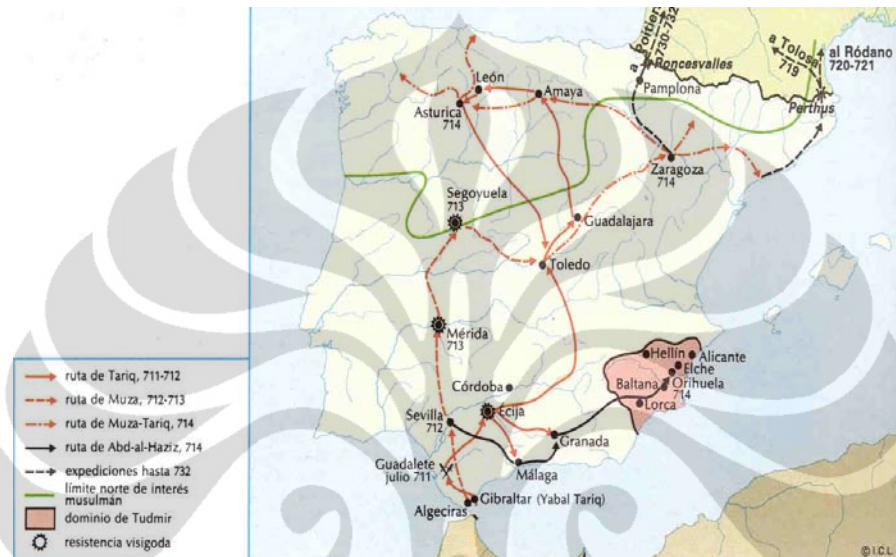 a Poitiers
730-732
Roncesvalles
a Tolosa
719
al Ródano
720-721
Pamplona
Perthus
León
Amaya
Asturica
714
Zaragoza
714
Segoyuela
713
Guadalajara
Toledo
Mérida
713
Hellín
Alicante
Elche
Baltana
Orihuela
714
Lorca
Córdoba
Sevilla
712
Ecija
Granada
Guadalete
julio 711
Málaga
Gibraltar (Yabal Tariq)
Algeciras
ruta de Tariq, 711-712
ruta de Muza, 712-713
ruta de Muza-Tariq, 714
ruta de Abd-al-Haziz, 714
expediciones hasta 732
límite norte de interés
musulmán
dominio de Tudmir
resistencia visigoda
©I.G.L.